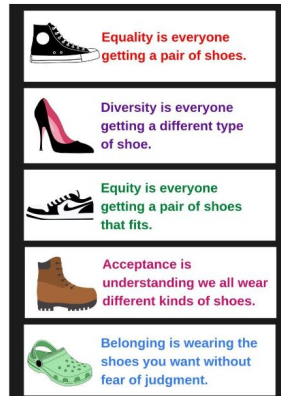 Equality is everyone
getting a pair of shoes.
Diversity is everyone
getting a different type
of shoe.
Equity is everyone
getting a pair of shoes
that fits.
Acceptance is
understanding we all wear
different kinds of shoes.
Belonging is wearing the
shoes you want without
fear of judgment.